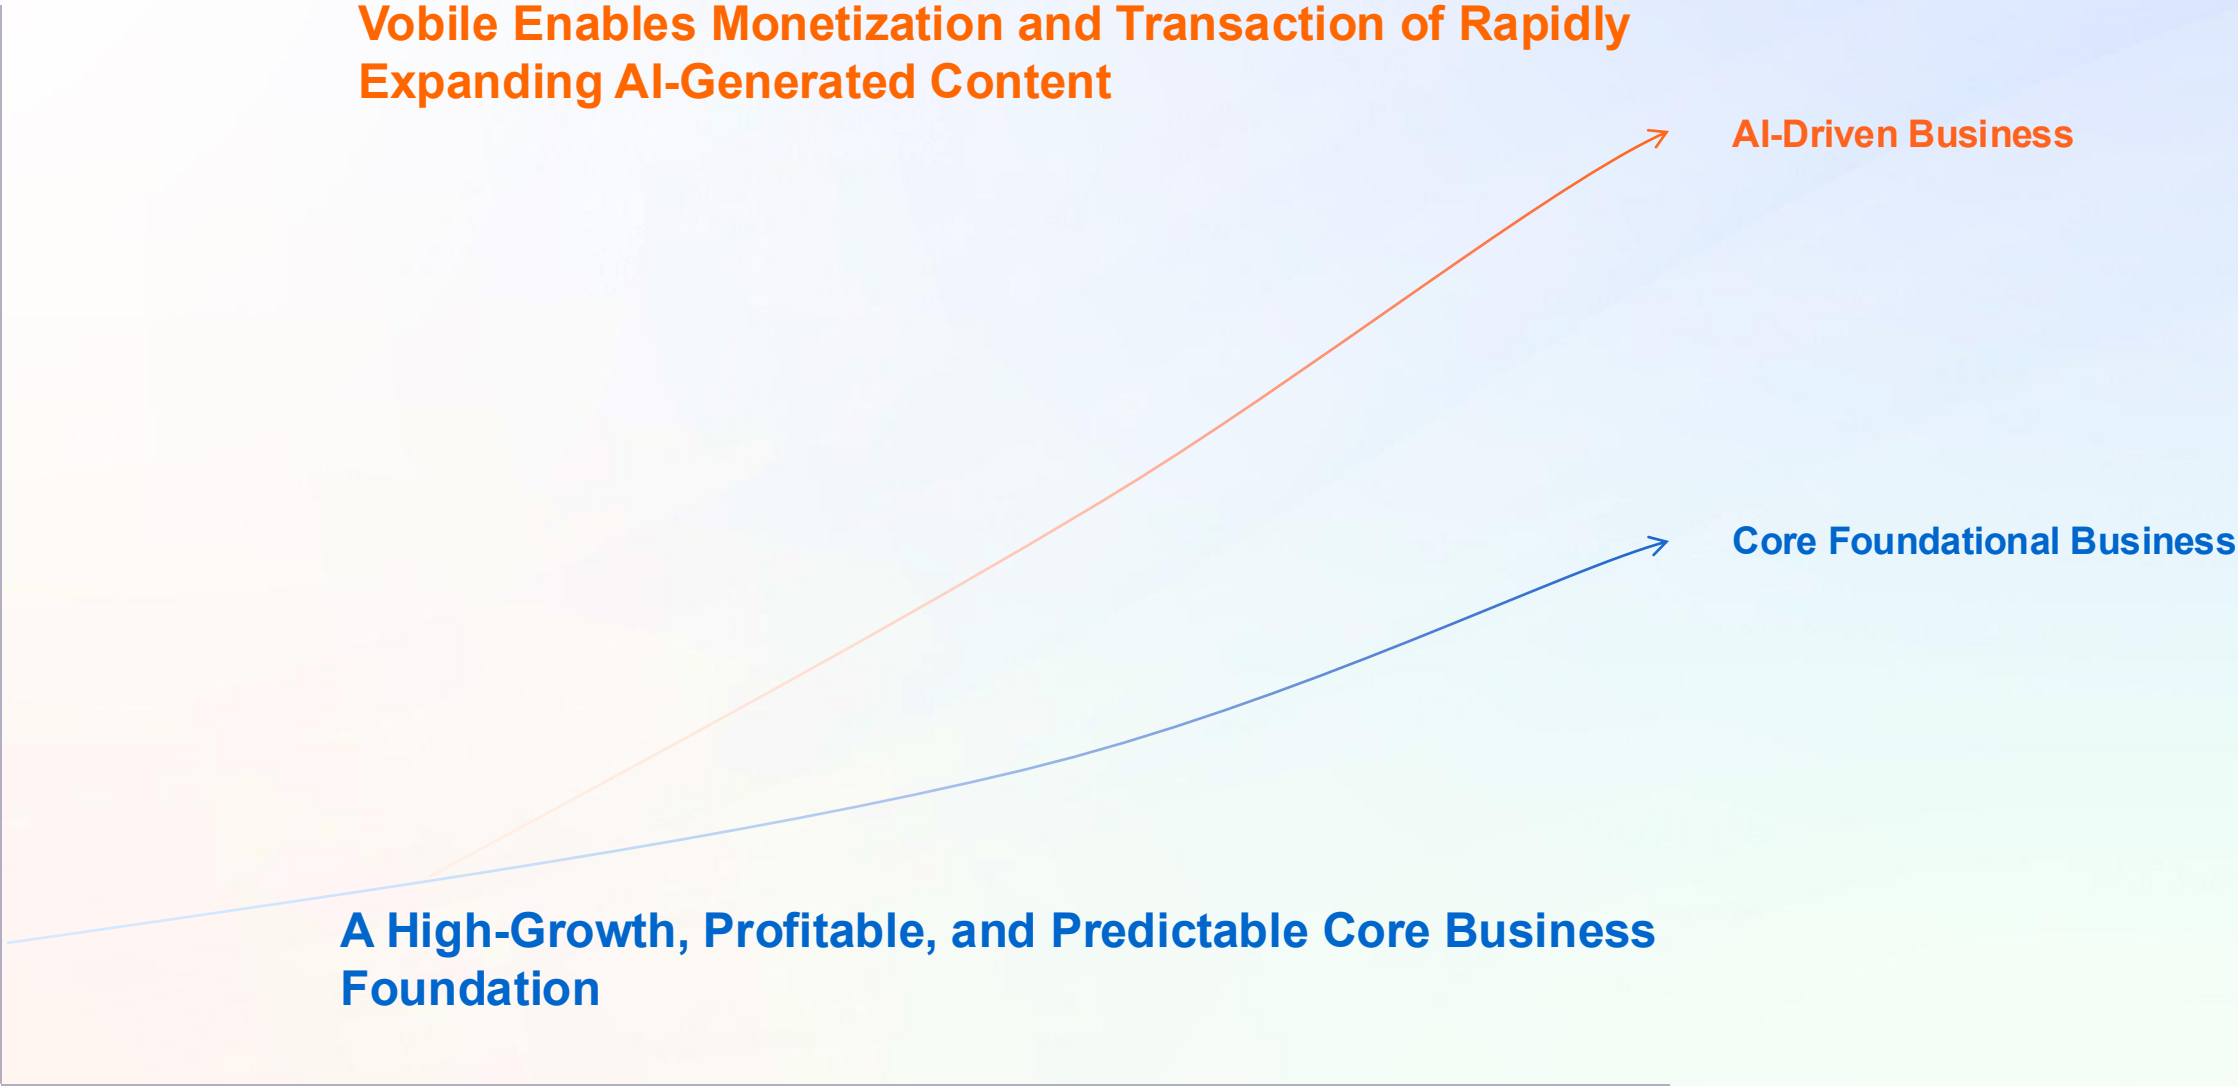 Vobile Enables Monetization and Transaction of Rapidly
Expanding AI-Generated Content
AI-Driven Business
Core Foundational Business
A High-Growth, Profitable, and Predictable Core Business
Foundation